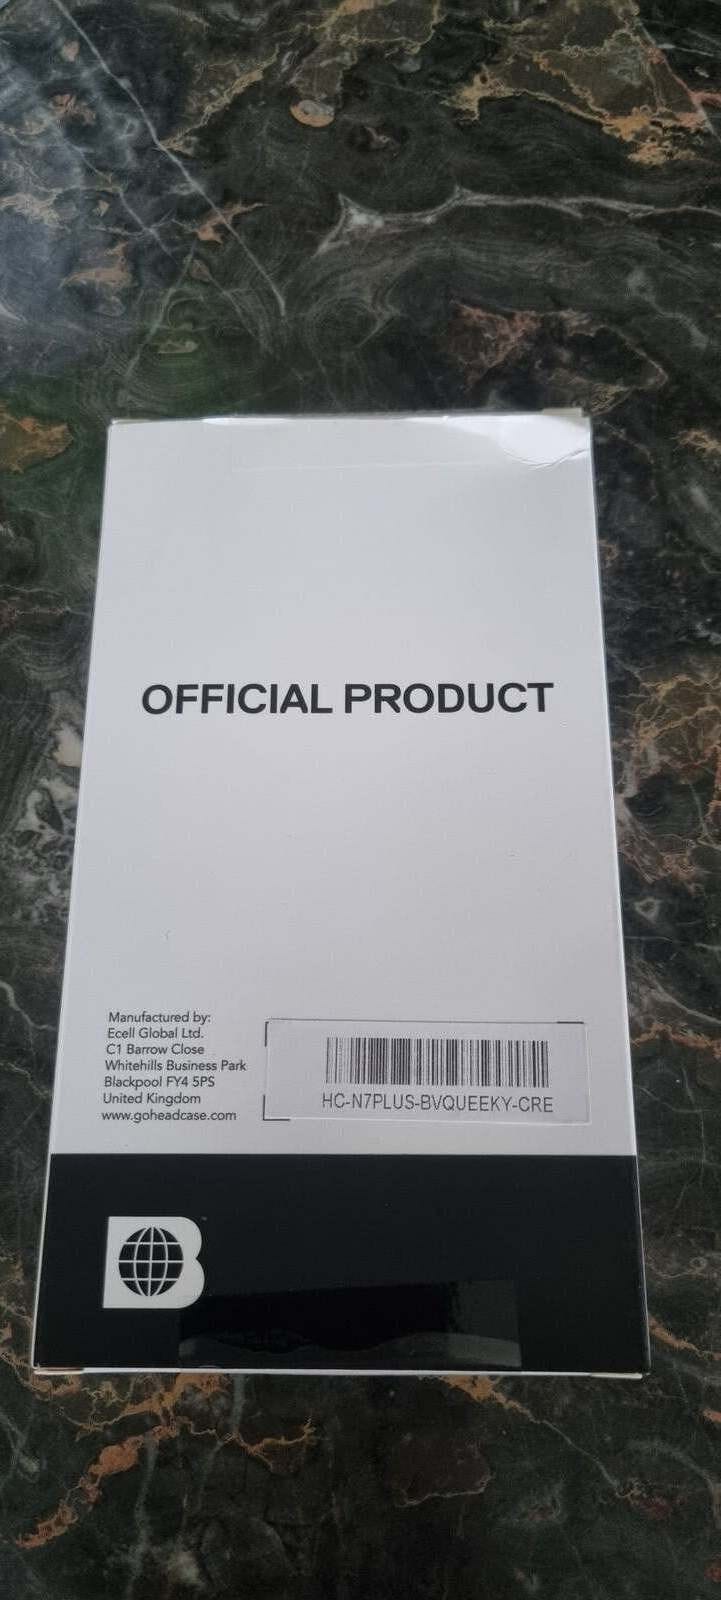 OFFICIAL PRODUCT
Manufactured by:
Ecell Global Ltd.
C1 Barrow Close
Whitehills Business Park
Blackpool FY4 5PS
United Kingdom
www.goheadcase.com
HC-N7PLUS-BVQUEEKY-CRE
B